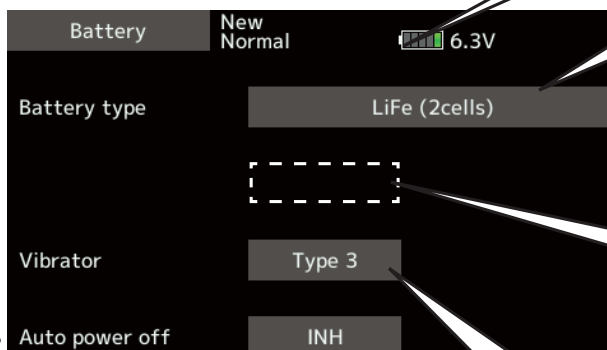 Battery
New
Normal
6.3V
Battery type
LiFe (2cells)
Vibrator
Type 3
Auto power off
INH